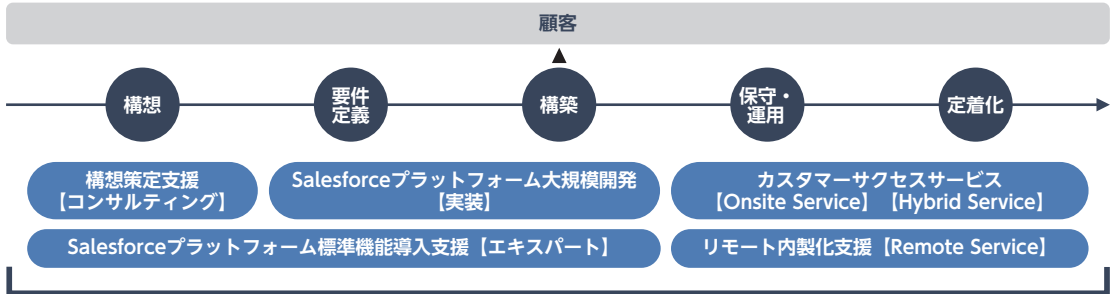 顧客
構想
要件
定義
構築
保守・
運用
定着化
構想策定支援
【コンサルティング】
Salesforceプラットフォーム大規模開発
【実装】
カスタマーサクセスサービス
【Onsite Service】【Hybrid Service】
Salesforceプラットフォーム標準機能導入支援【エキスパート】
リモート内製化支援【Remote Service】